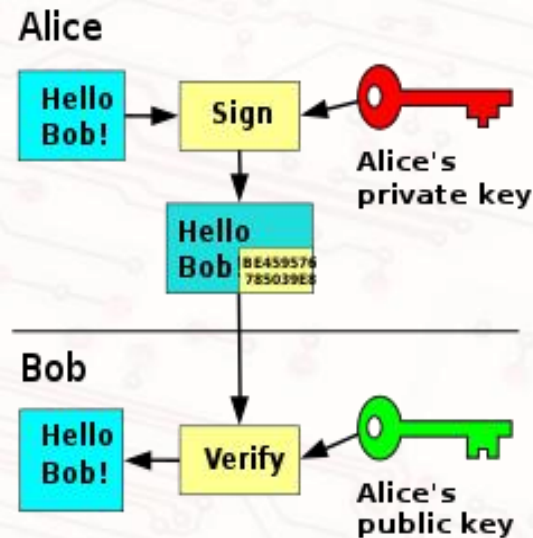 Alice
Hello
Bob!
Sign
Alice's
private key
Hello
Bob
BE459576
785039E8
Bob
Hello
Bob!
Verify
Alice's
public key